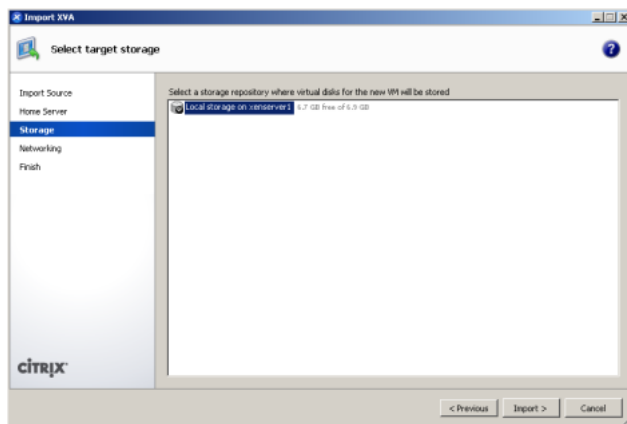 Import XVA
Select target storage
Import Source
Home Server
Storage
Networking
Finish
Select a storage repository where virtual disks for the new VM will be stored
Local storage on xenserver1 6.7 GB free of 6.9 GB
CITRIX
< Previous
Import >
Cancel